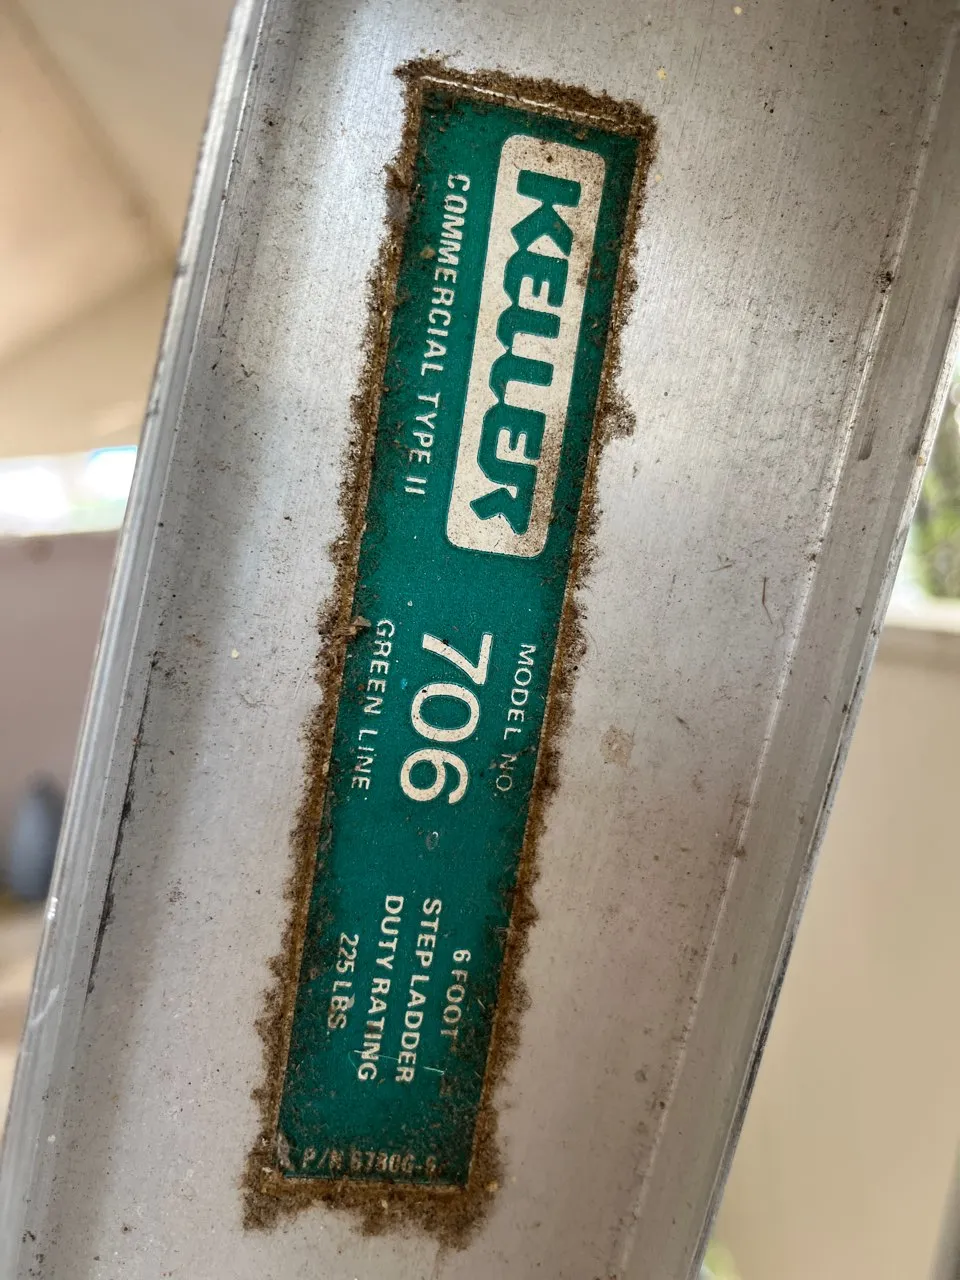 KELLER
COMMERCIAL TYPE II
MODEL NO.
706
GREEN LINE
6 FOOT
STEP LADDER
DUTY RATING
225 LBS.
P/N